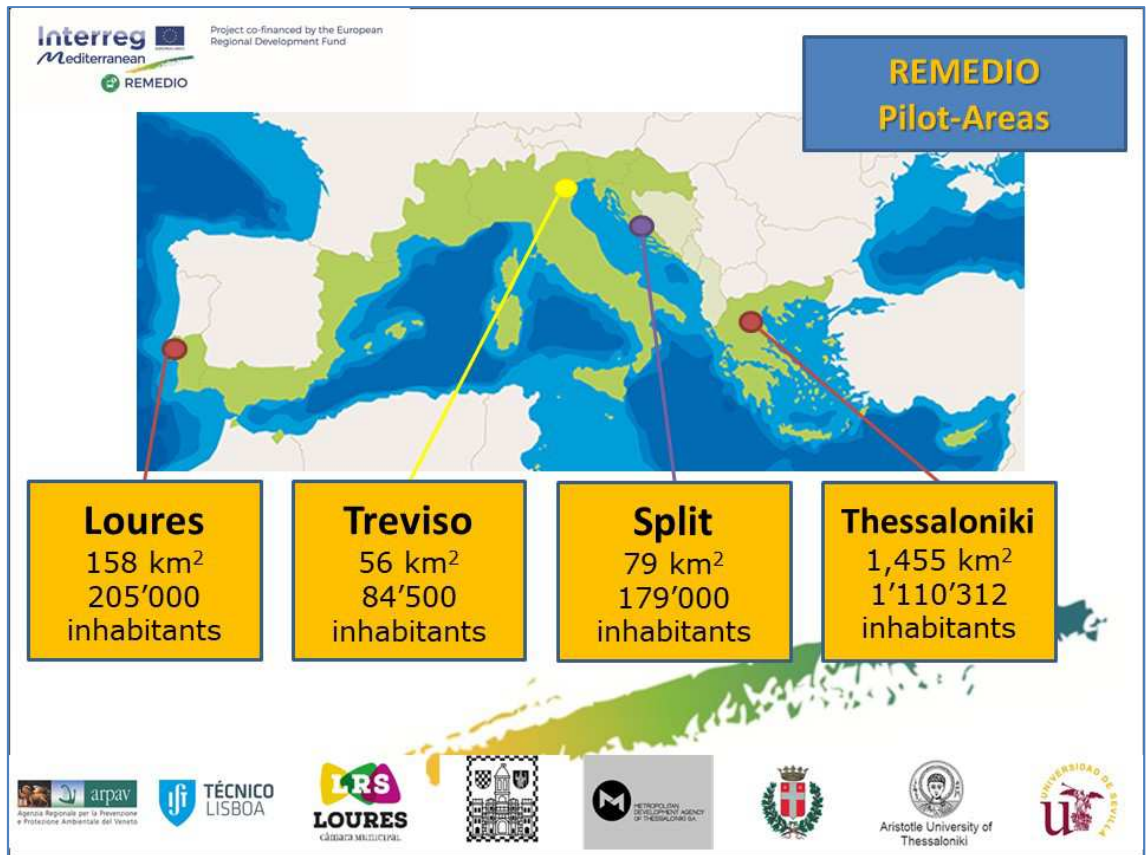 Interreg
Mediterranean
REMEDIO
Project co-financed by the European
Regional Development Fund
REMEDIO
Pilot-Areas
Loures
158 km²
205’000
inhabitants
Treviso
56 km²
84’500
inhabitants
Split
79 km²
179’000
inhabitants
Thessaloniki
1,455 km²
1’110’312
inhabitants
arpav
Agenzia Regionale per la Prevenzione
e Protezione Ambientale del Veneto
TÉCNICO
LISBOA
LRS
LOURES
CÂMARA MUNICIPAL
M
METROPOLITAN
DEVELOPMENT AGENCY
OF THESSALONIKI SA
Aristotle University of
Thessaloniki
UNIVERSIDAD DE SEVILLA